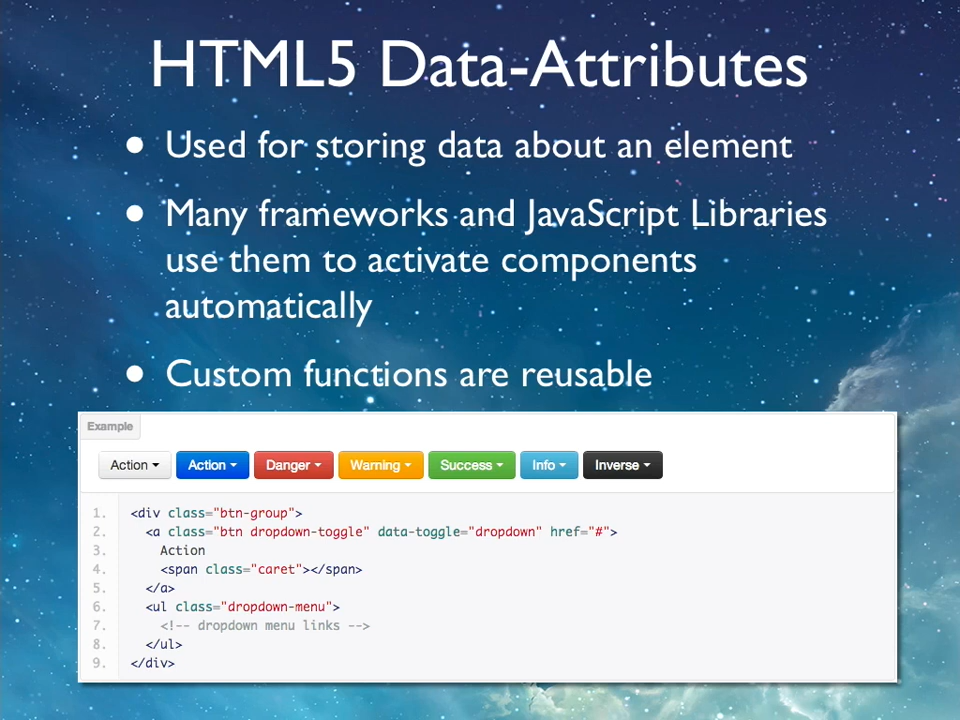 HTML5 Data-Attributes
• Used for storing data about an element
• Many frameworks and JavaScript Libraries
use them to activate components
automatically
• Custom functions are reusable
Example
Action Action Danger Warning Success Info Inverse
1. <div class="btn-group">
2. <a class="btn dropdown-toggle" data-toggle="dropdown" href="#">
3. Action
4. <span class="caret"></span>
5. </a>
6. <ul class="dropdown-menu">
7. <!-- dropdown menu links -->
8. </ul>
9. </div>